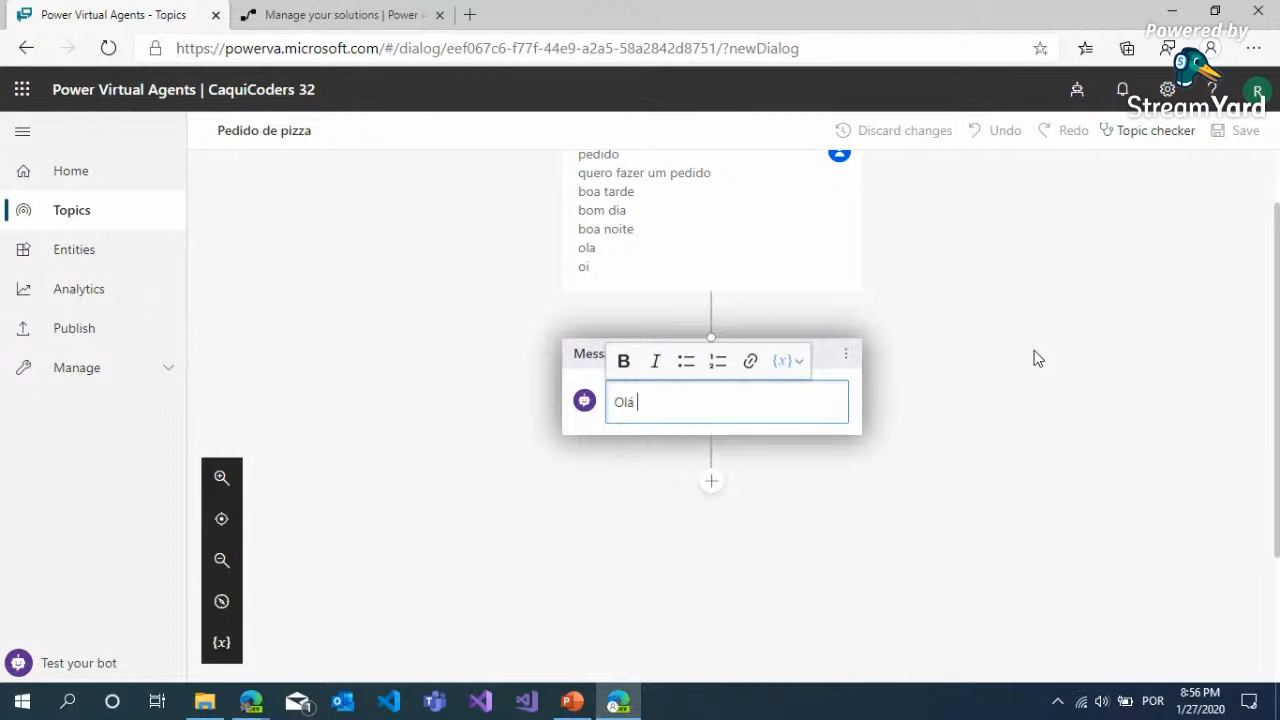 Power Virtual Agents - Topics
Manage your solutions | Power A
https://powerva.microsoft.com/#/dialog/eef067c6-f77f-44e9-a2a5-58a2842d8751/?newDialog
Powered by
StreamYard
Power Virtual Agents | CaquiCoders 32
R
Pedido de pizza
Discard changes
Undo
Redo
Topic checker
Save
Home
Topics
Entities
Analytics
Publish
Manage
pedido
quero fazer um pedido
boa tarde
bom dia
boa noite
ola
oi
Messa
B I {x}
Olá
{x}
Test your bot
POR
8:56 PM
1/27/2020